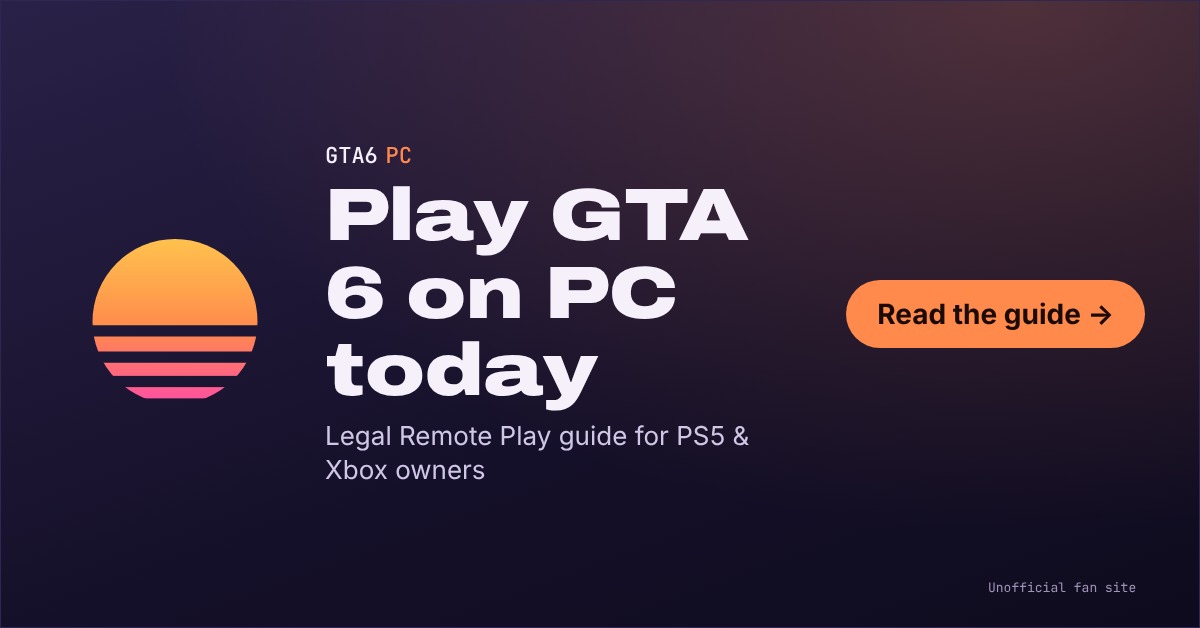 GTA6 PC
Play GTA
6 on PC
today
Legal Remote Play guide for PS5 &
Xbox owners
Read the guide →
Unofficial fan site